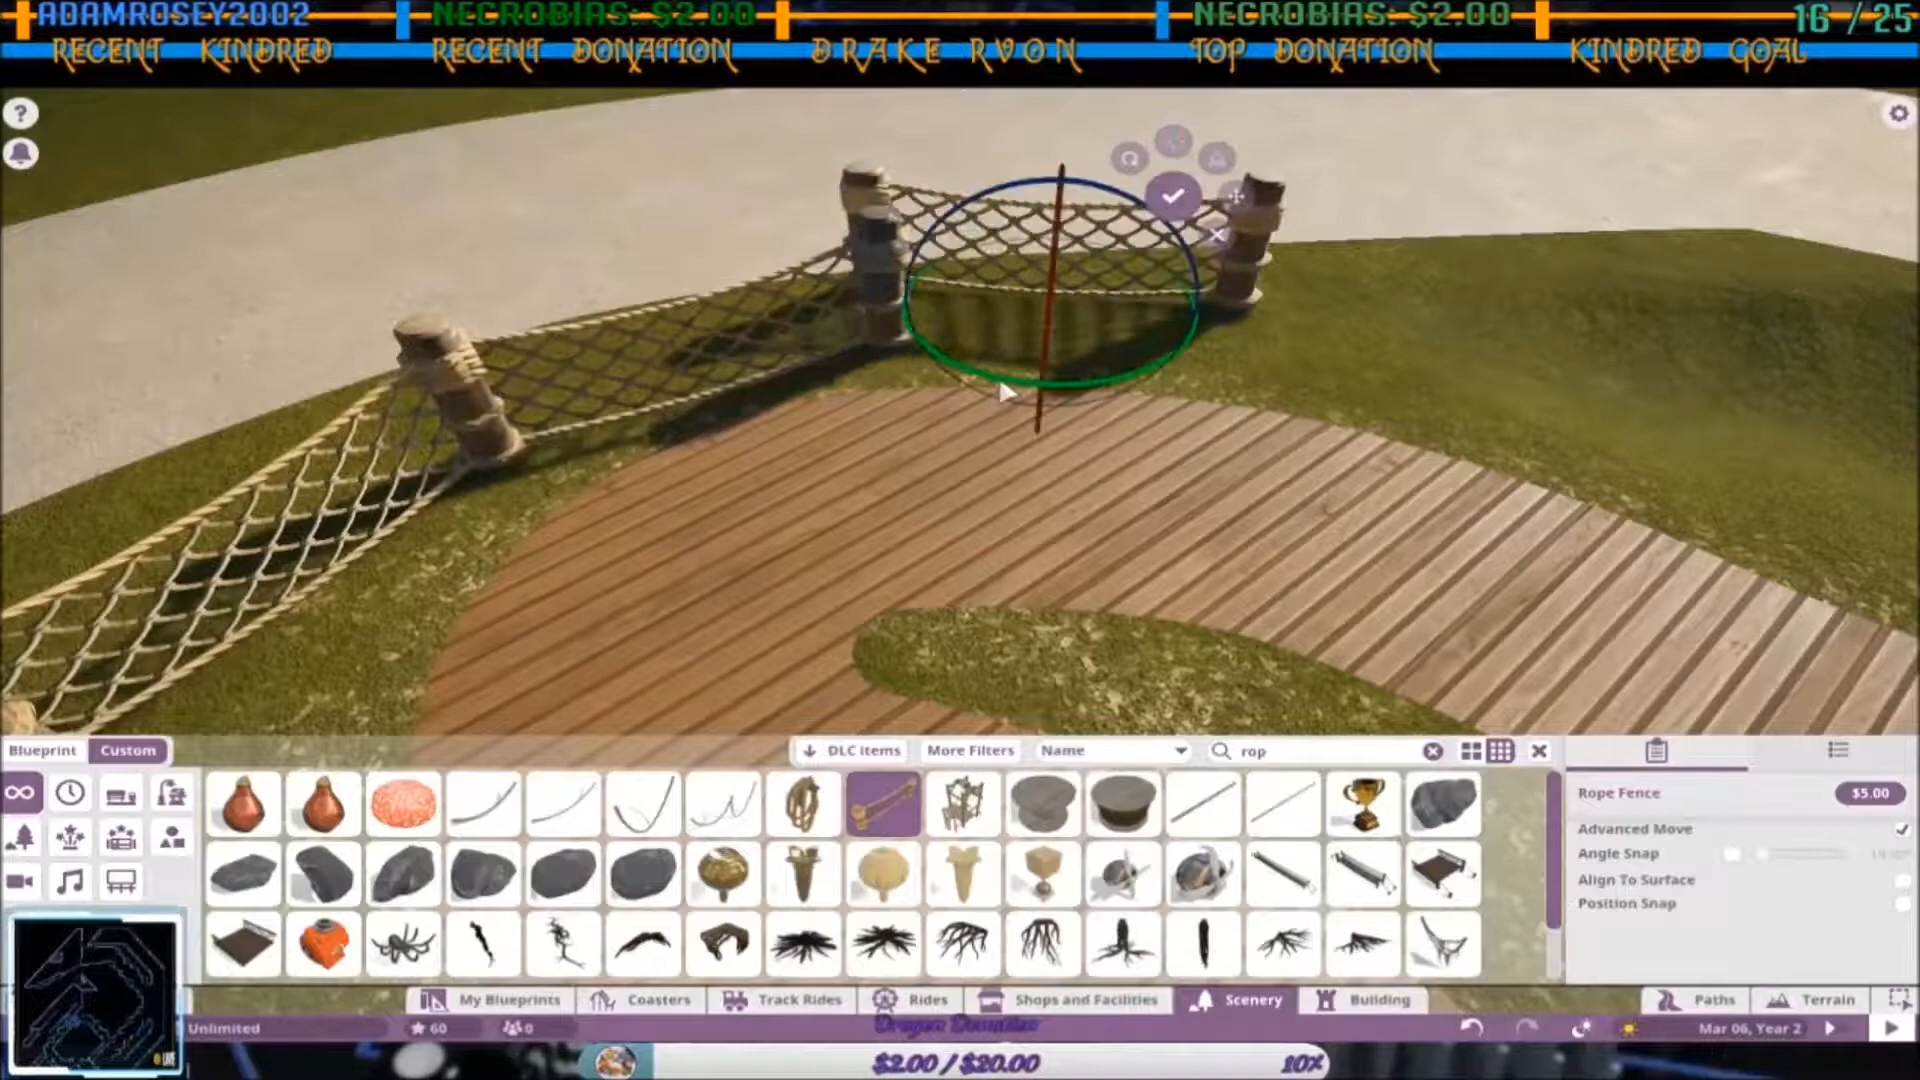 ADAMROSEY2002
NECROBIAS: $2.00
NECROBIAS: $2.00
16 / 25
RECENT KINDRED
RECENT DONATION
DRAKE RVON
TOP DONATION
KINDRED GOAL
?
Blueprint
Custom
DLC Items
More Filters
Name
rop
Rope Fence
$5.00
Advanced Move
Angle Snap
Align To Surface
Position Snap
My Blueprints
Coasters
Track Rides
Rides
Shops and Facilities
Scenery
Building
Paths
Terrain
Unlimited
60
0
Dragon Donation
Mar 06, Year 2
$2.00 / $20.00
10%
LIVE